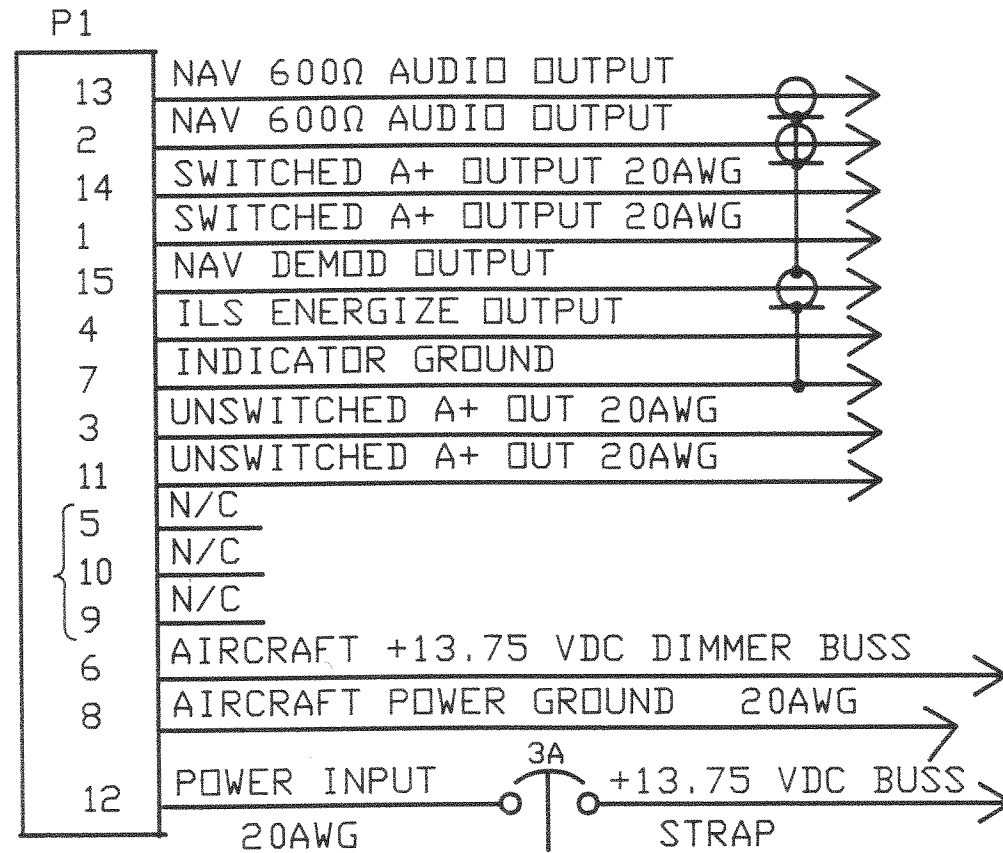 P1
13 NAV 600Ω AUDIO OUTPUT
2 NAV 600Ω AUDIO OUTPUT
14 SWITCHED A+ OUTPUT 20AWG
1 SWITCHED A+ OUTPUT 20AWG
15 NAV DEMOD OUTPUT
4 ILS ENERGIZE OUTPUT
7 INDICATOR GROUND
3 UNSWITCHED A+ OUT 20AWG
11 UNSWITCHED A+ OUT 20AWG
5 N/C
10 N/C
9 N/C
6 AIRCRAFT +13.75 VDC DIMMER BUSS
8 AIRCRAFT POWER GROUND 20AWG
3A
12 POWER INPUT +13.75 VDC BUSS
20AWG STRAP